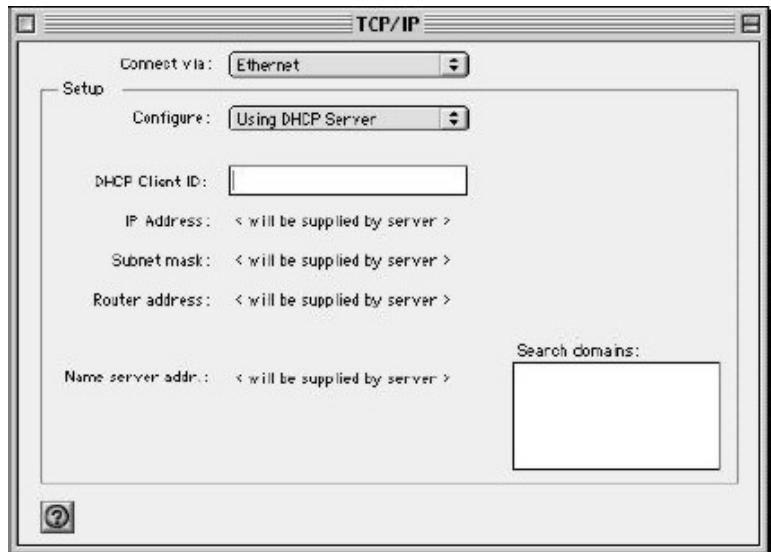 TCP/IP
Connect via: Ethernet
Setup
Configure: Using DHCP Server
DHCP Client ID:
IP Address: < will be supplied by server >
Subnet mask: < will be supplied by server >
Router address: < will be supplied by server >
Search domains:
Name server addr.: < will be supplied by server >
?